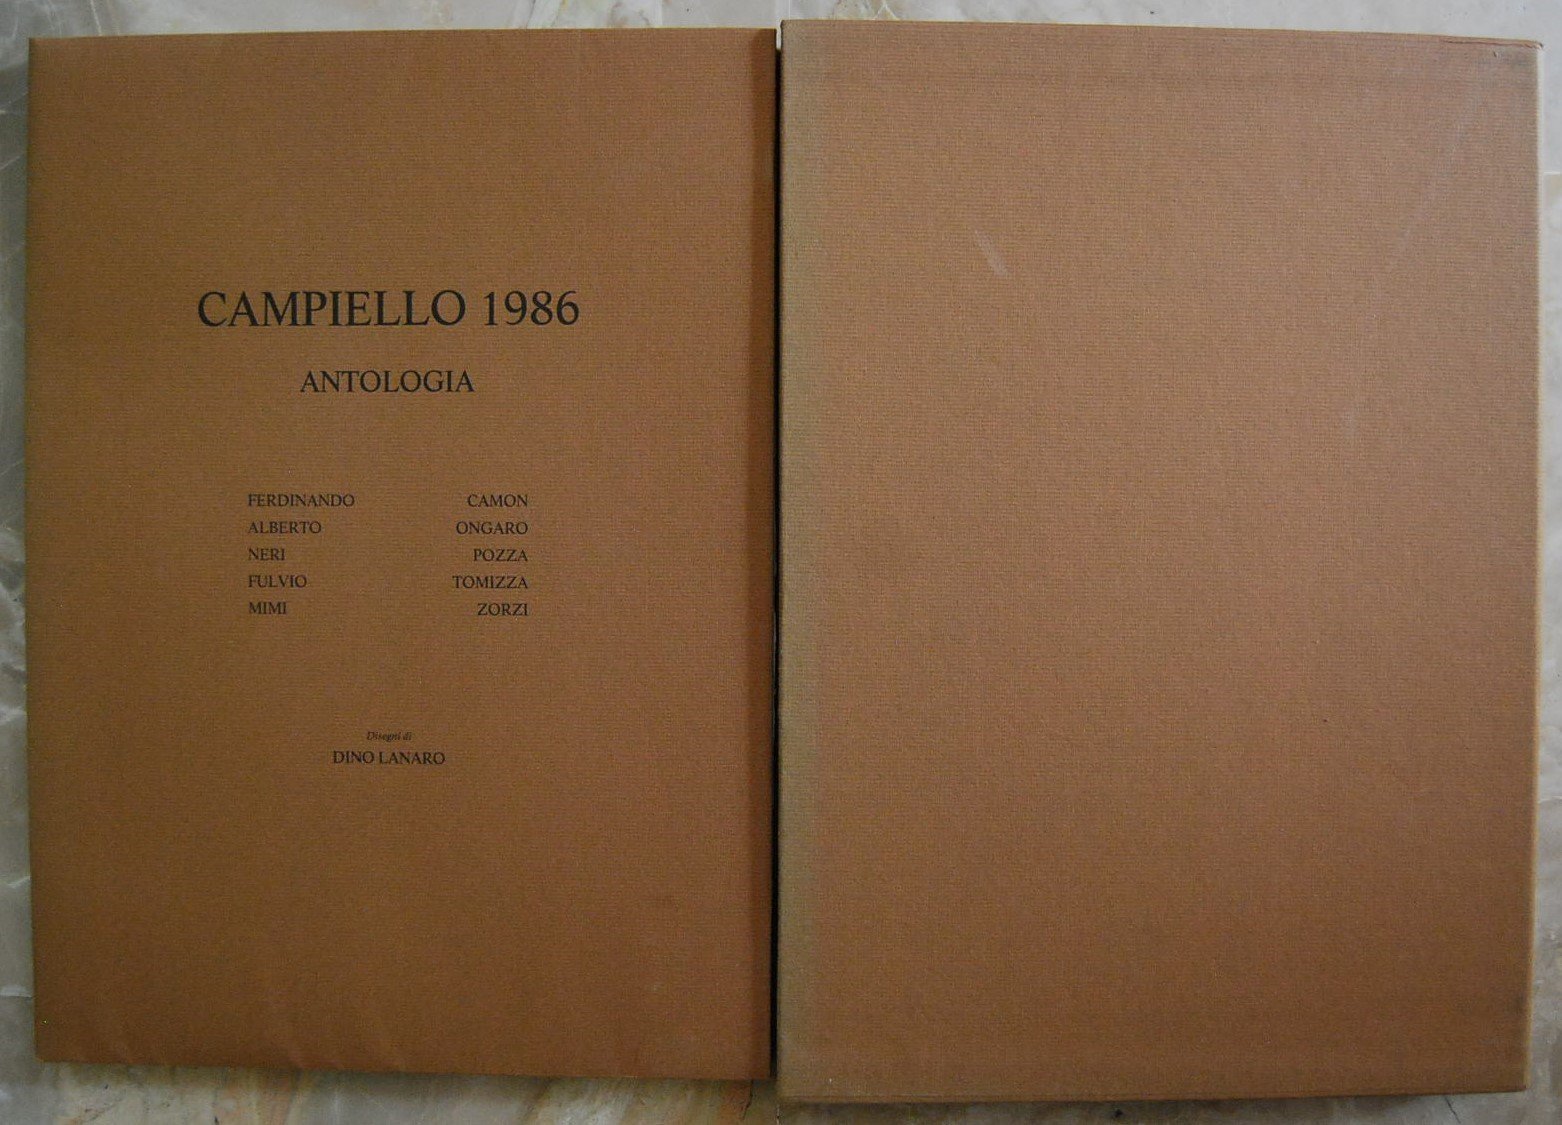 CAMPIELLO 1986
ANTOLOGIA
FERDINANDO CAMON
ALBERTO ONGARO
NERI POZZA
FULVIO TOMIZZA
MIMI ZORZI
Disegni di
DINO LANARO